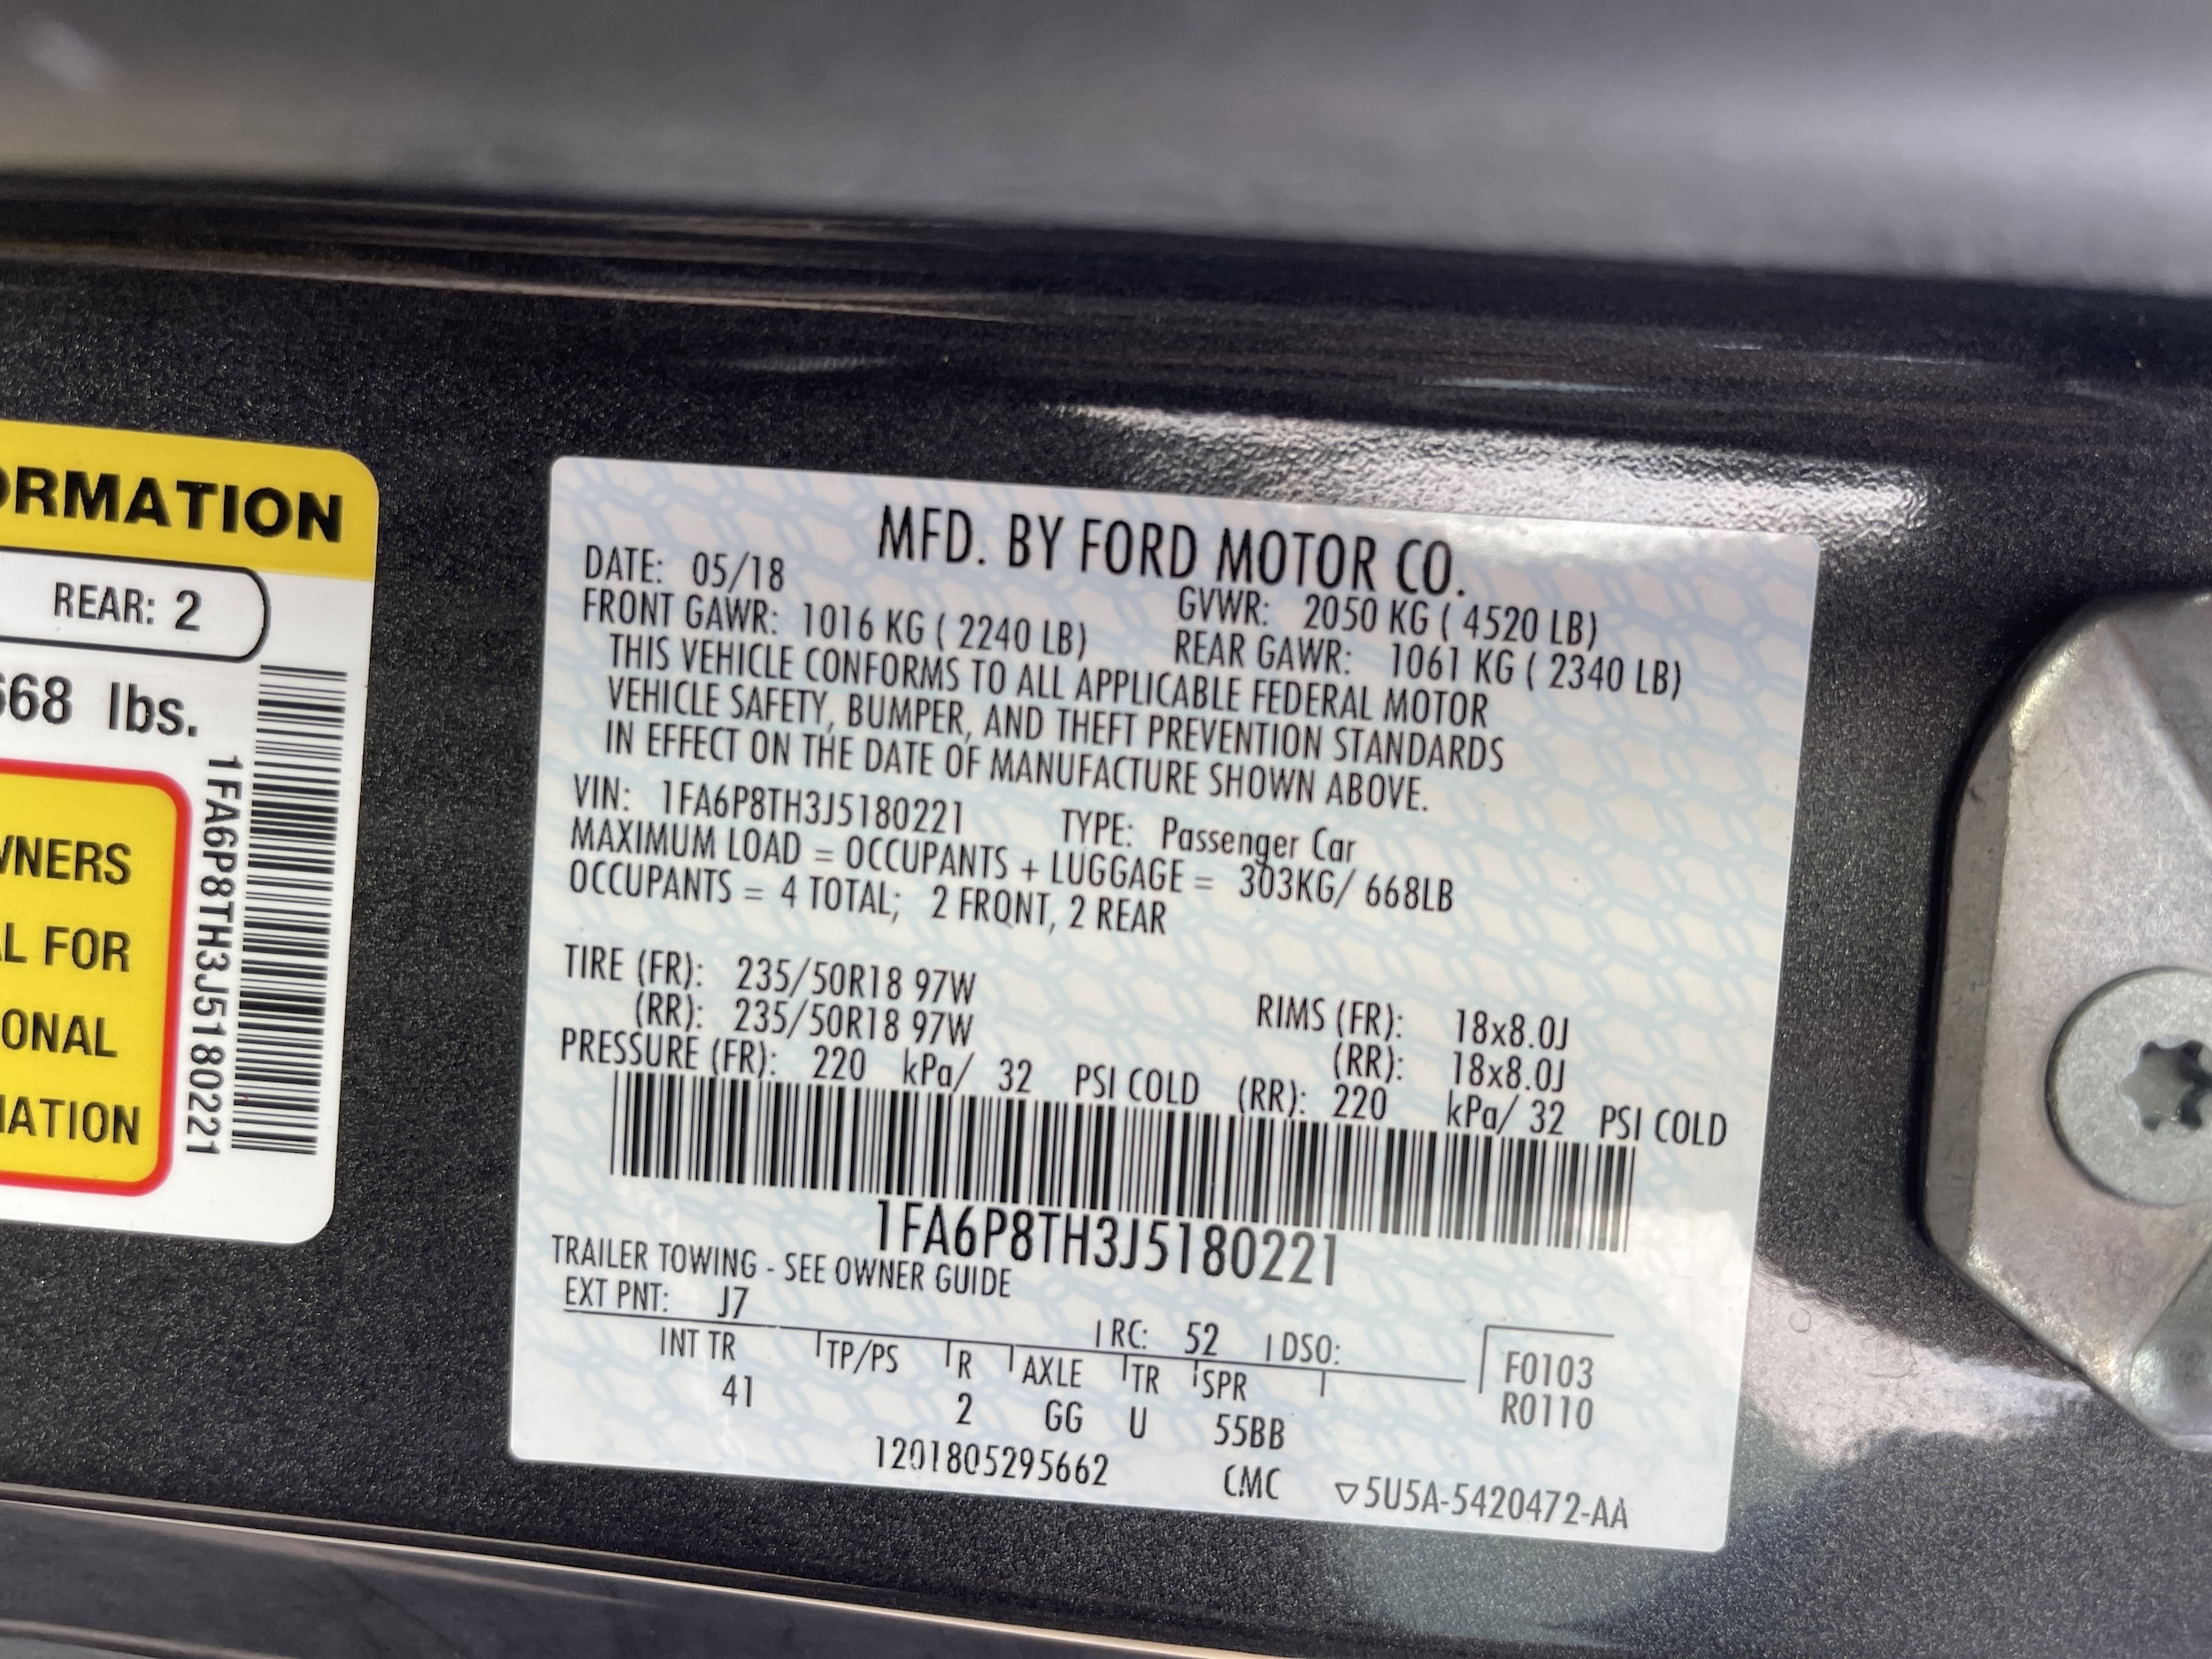 ORMATION
REAR: 2
668 lbs.
WNERS
AL FOR
ONAL
MATION
1FA6P8TH3J5180221
MFD. BY FORD MOTOR CO.
DATE: 05/18 GVWR: 2050 KG ( 4520 LB)
FRONT GAWR: 1016 KG ( 2240 LB) REAR GAWR: 1061 KG ( 2340 LB)
THIS VEHICLE CONFORMS TO ALL APPLICABLE FEDERAL MOTOR
VEHICLE SAFETY, BUMPER, AND THEFT PREVENTION STANDARDS
IN EFFECT ON THE DATE OF MANUFACTURE SHOWN ABOVE.
VIN: 1FA6P8TH3J5180221 TYPE: Passenger Car
MAXIMUM LOAD = OCCUPANTS + LUGGAGE = 303KG/ 668LB
OCCUPANTS = 4 TOTAL; 2 FRONT, 2 REAR
TIRE (FR): 235/50R18 97W RIMS (FR): 18x8.0J
(RR): 235/50R18 97W (RR): 18x8.0J
PRESSURE (FR): 220 kPa/ 32 PSI COLD (RR): 220 kPa/ 32 PSI COLD
1FA6P8TH3J5180221
TRAILER TOWING - SEE OWNER GUIDE
EXT PNT: J7 RC: 52 DSO:
INT TR TP/PS R AXLE TR SPR F0103
41 2 GG U 55BB R0110
1201805295662 CMC ▽5U5A-5420472-AA